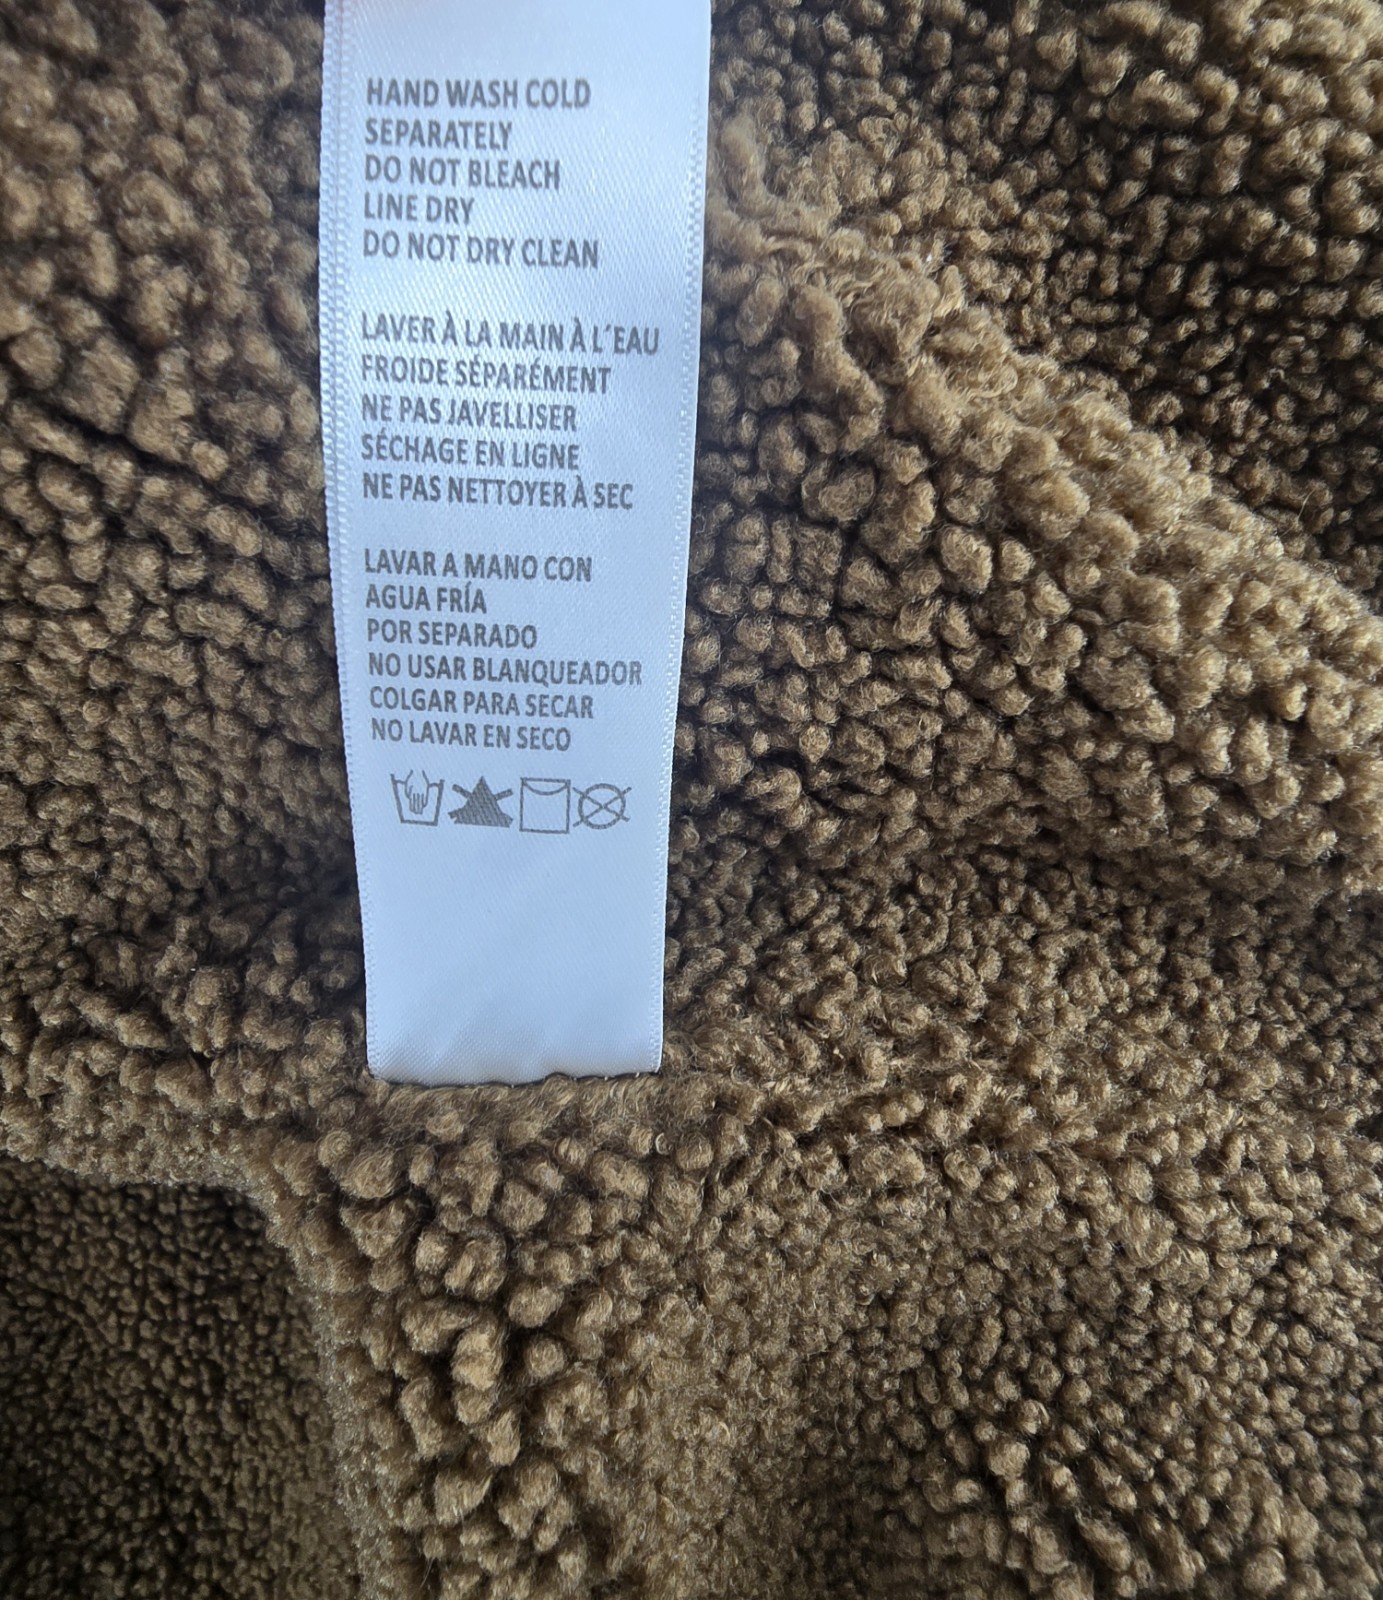 HAND WASH COLD
SEPARATELY
DO NOT BLEACH
LINE DRY
DO NOT DRY CLEAN
LAVER À LA MAIN À L´EAU
FROIDE SÉPARÉMENT
NE PAS JAVELLISER
SÉCHAGE EN LIGNE
NE PAS NETTOYER À SEC
LAVAR A MANO CON
AGUA FRÍA
POR SEPARADO
NO USAR BLANQUEADOR
COLGAR PARA SECAR
NO LAVAR EN SECO